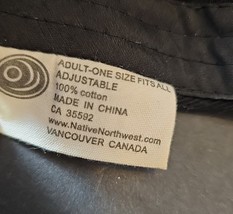 ADULT-ONE SIZE FITS ALL
ADJUSTABLE
100% cotton
MADE IN CHINA
CA 35592
www.NativeNorthwest.com
VANCOUVER CANADA